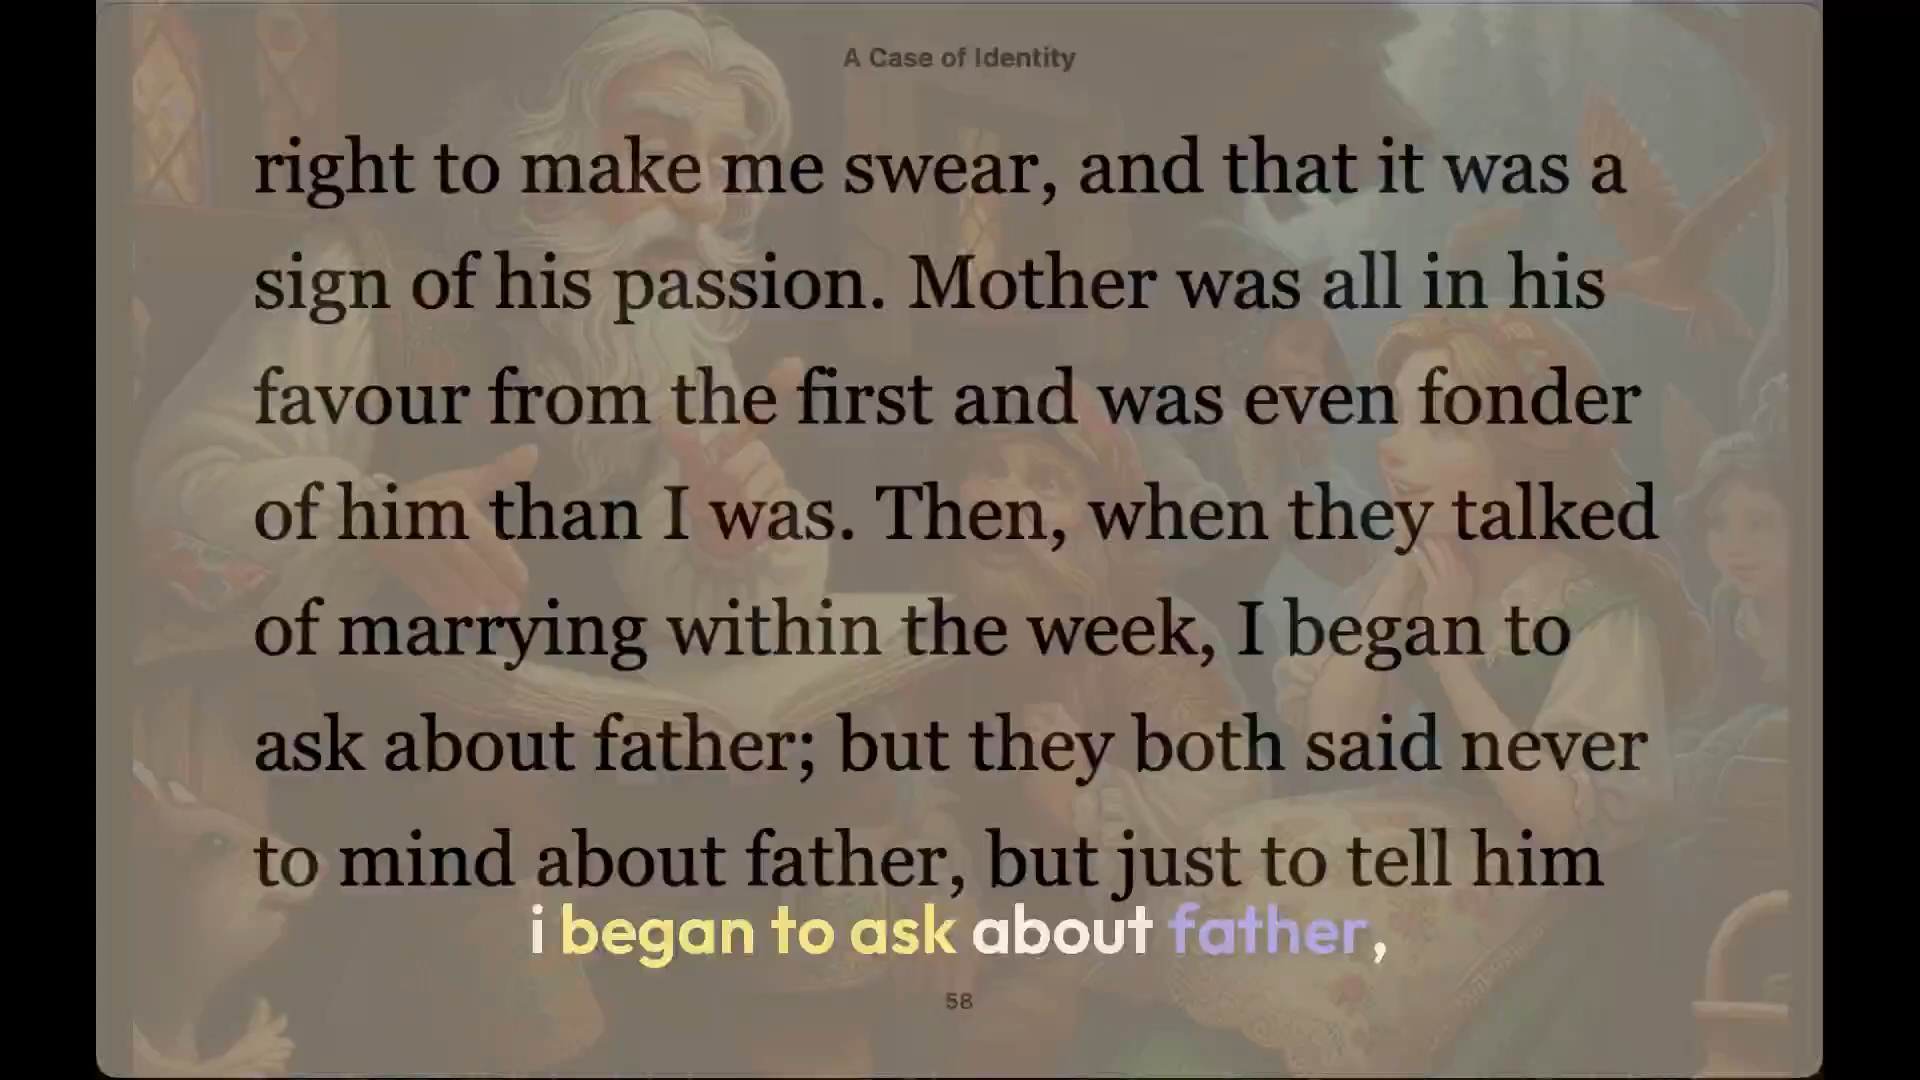 A Case of Identity
right to make me swear, and that it was a
sign of his passion. Mother was all in his
favour from the first and was even fonder
of him than I was. Then, when they talked
of marrying within the week, I began to
ask about father; but they both said never
to mind about father, but just to tell him
i began to ask about father,
58